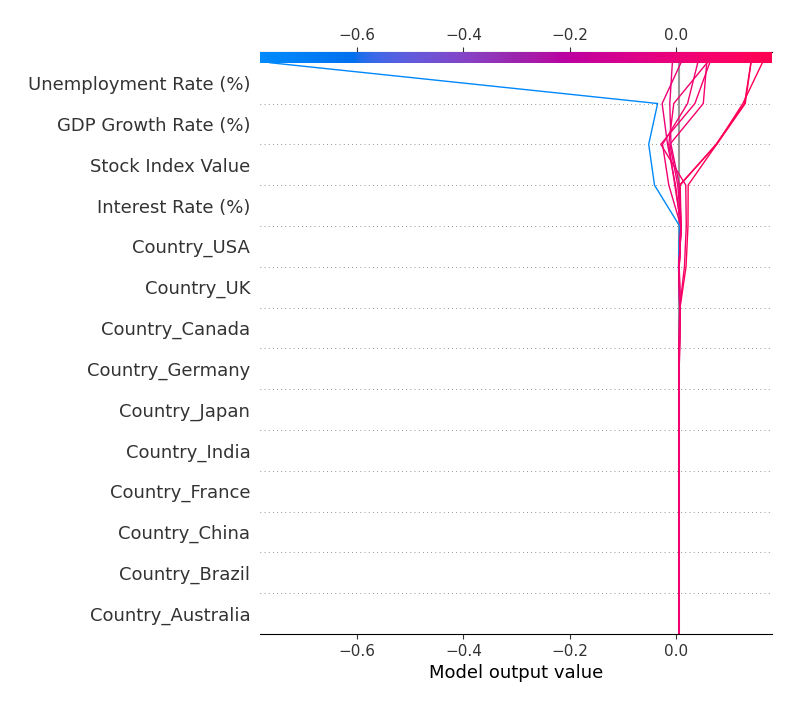 −0.6 −0.4 −0.2 0.0
Unemployment Rate (%)
GDP Growth Rate (%)
Stock Index Value
Interest Rate (%)
Country_USA
Country_UK
Country_Canada
Country_Germany
Country_Japan
Country_India
Country_France
Country_China
Country_Brazil
Country_Australia
−0.6 −0.4 −0.2 0.0
Model output value